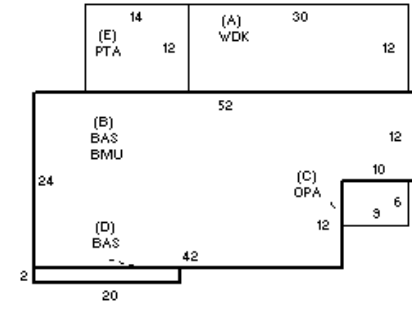 14
30
(E)
PTA
12
(A)
WDK
12
52
(B)
BAS
BMU
12
24
(C)
OPA
10
6
9
12
(D)
BAS
42
2
20